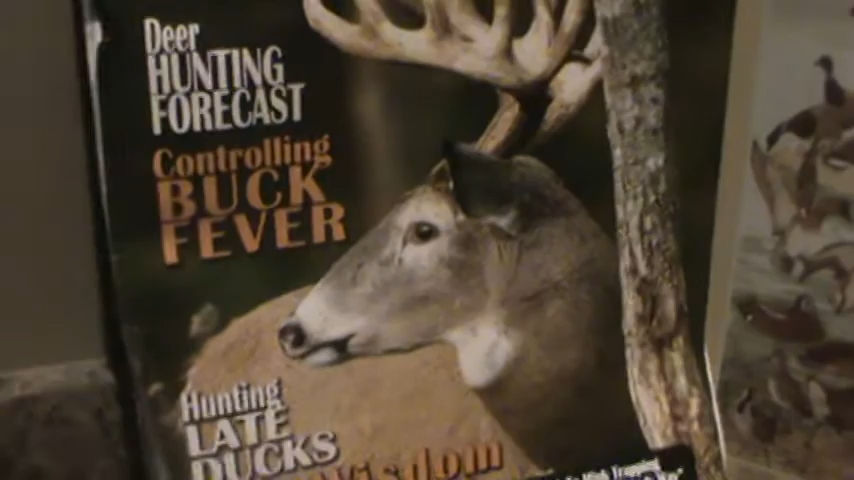 Deer
HUNTING
FORECAST
Controlling
BUCK
FEVER
Hunting
LATE
DUCKS
Wisdom